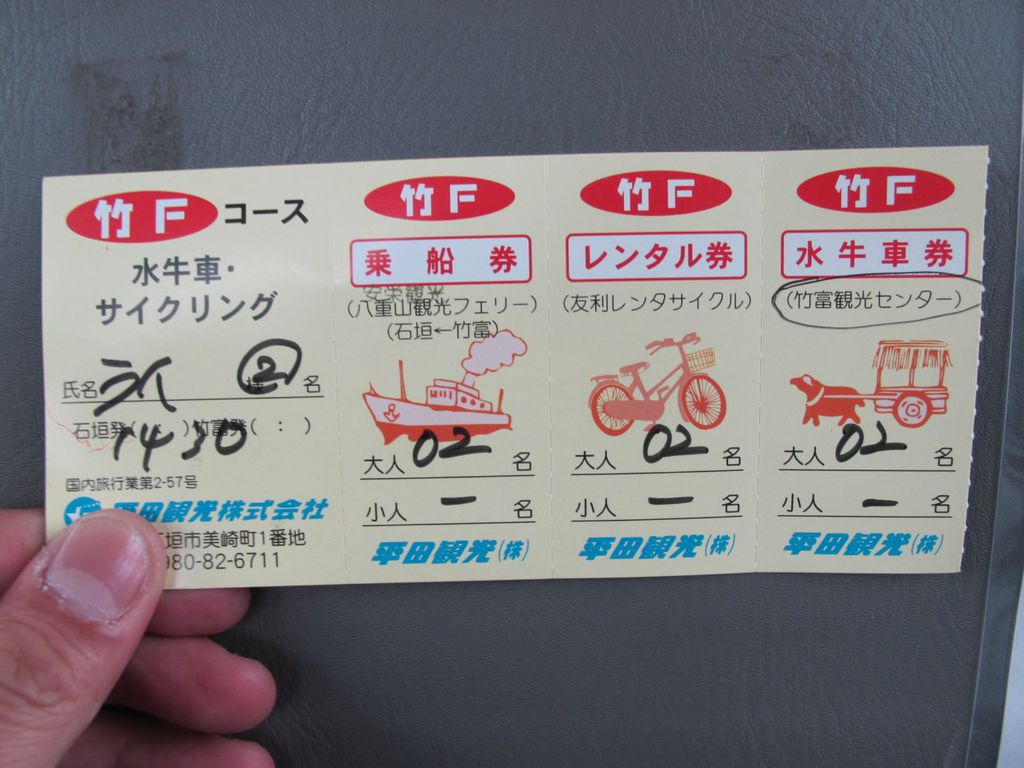 竹F コース
水牛車・
サイクリング
氏名 様 ② 名
石垣発( : )竹富発( : )
1430
国内旅行業第2-57号
平田観光株式会社
石垣市美崎町1番地
980-82-6711
竹F
乗船券
安栄観光
(八重山観光フェリー)
(石垣←竹富)
大人 02 名
小人 ー 名
平田観光(株)
竹F
レンタル券
(友利レンタサイクル)
大人 02 名
小人 ー 名
平田観光(株)
竹F
水牛車券
(竹富観光センター)
大人 02 名
小人 ー 名
平田観光(株)